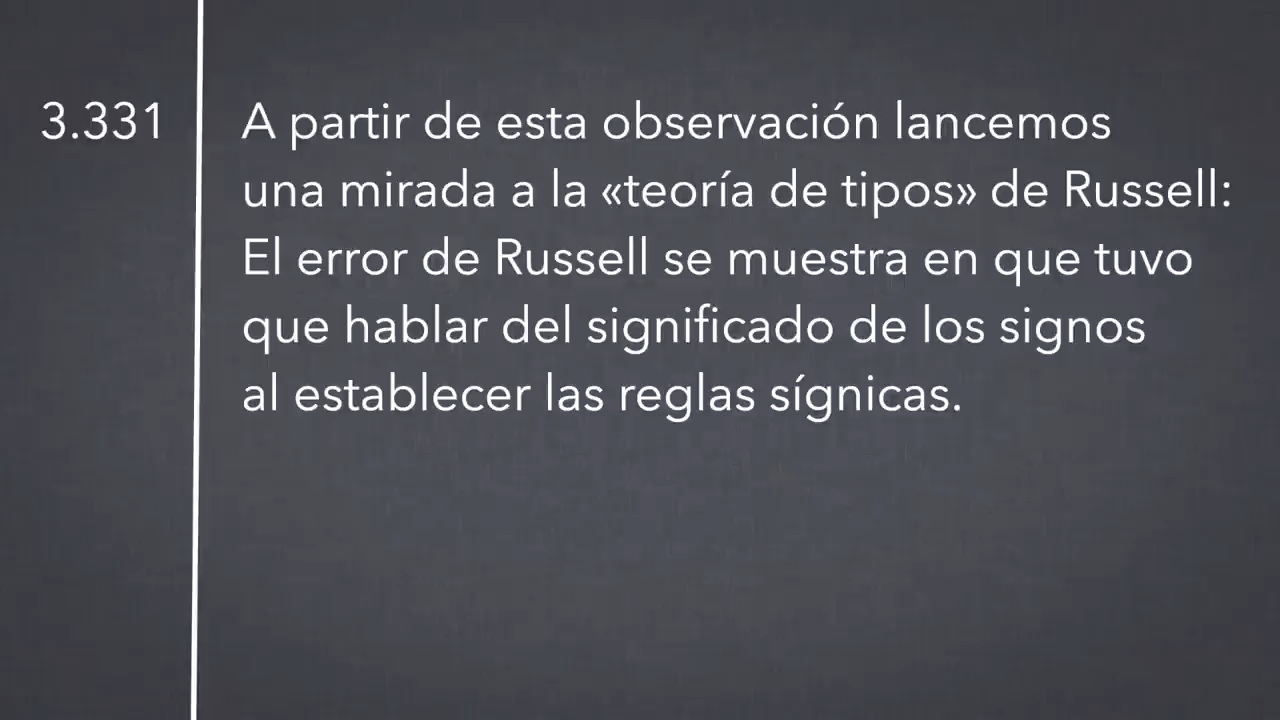 3.331
A partir de esta observación lancemos
una mirada a la «teoría de tipos» de Russell:
El error de Russell se muestra en que tuvo
que hablar del significado de los signos
al establecer las reglas sígnicas.